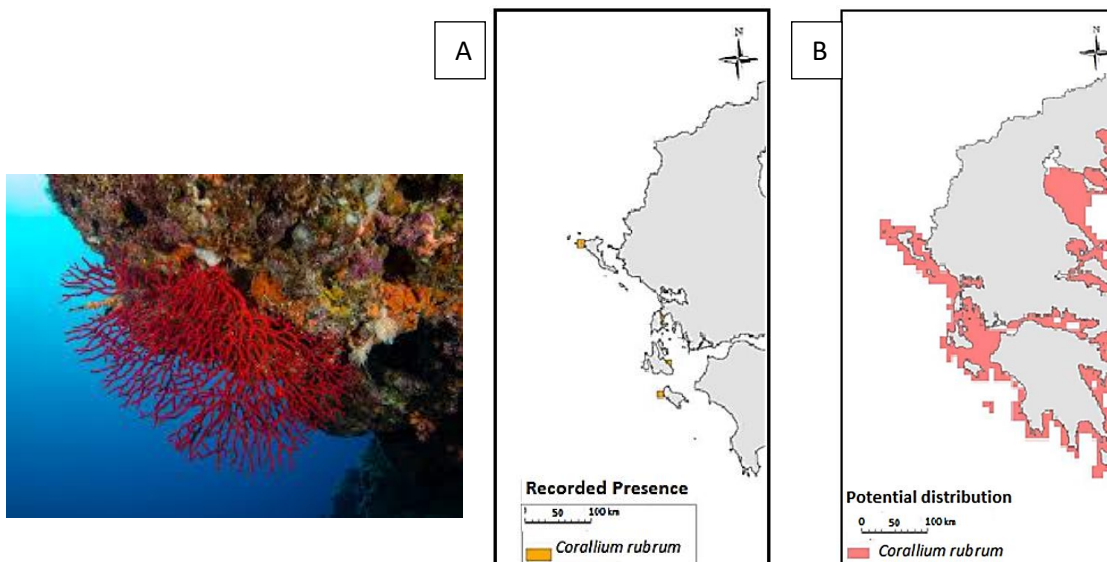 A
N
Recorded Presence
50 100 km
Corallium rubrum
B
N
Potential distribution
0 50 100 km
Corallium rubrum